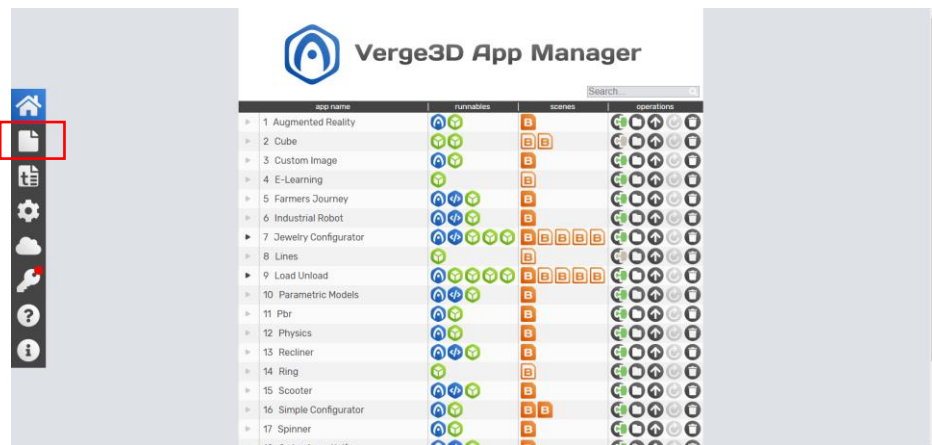 Verge3D App Manager
Search...
app name runnables scenes operations
1 Augmented Reality
2 Cube
3 Custom Image
4 E-Learning
5 Farmers Journey
6 Industrial Robot
7 Jewelry Configurator
8 Lines
9 Load Unload
10 Parametric Models
11 Pbr
12 Physics
13 Recliner
14 Ring
15 Scooter
16 Simple Configurator
17 Spinner